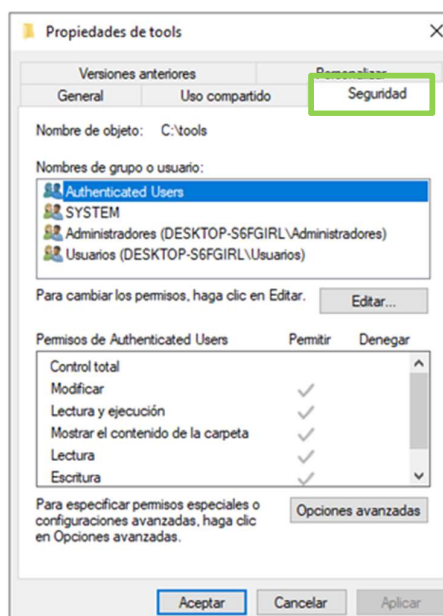 Propiedades de tools
Versiones anteriores Personalizar
General Uso compartido Seguridad
Nombre de objeto: C:\tools
Nombres de grupo o usuario:
Authenticated Users
SYSTEM
Administradores (DESKTOP-S6FGIRL\Administradores)
Usuarios (DESKTOP-S6FGIRL\Usuarios)
Para cambiar los permisos, haga clic en Editar. Editar...
Permisos de Authenticated Users Permitir Denegar
Control total
Modificar
Lectura y ejecución
Mostrar el contenido de la carpeta
Lectura
Escritura
Para especificar permisos especiales o
configuraciones avanzadas, haga clic
en Opciones avanzadas.
Opciones avanzadas
Aceptar Cancelar Aplicar